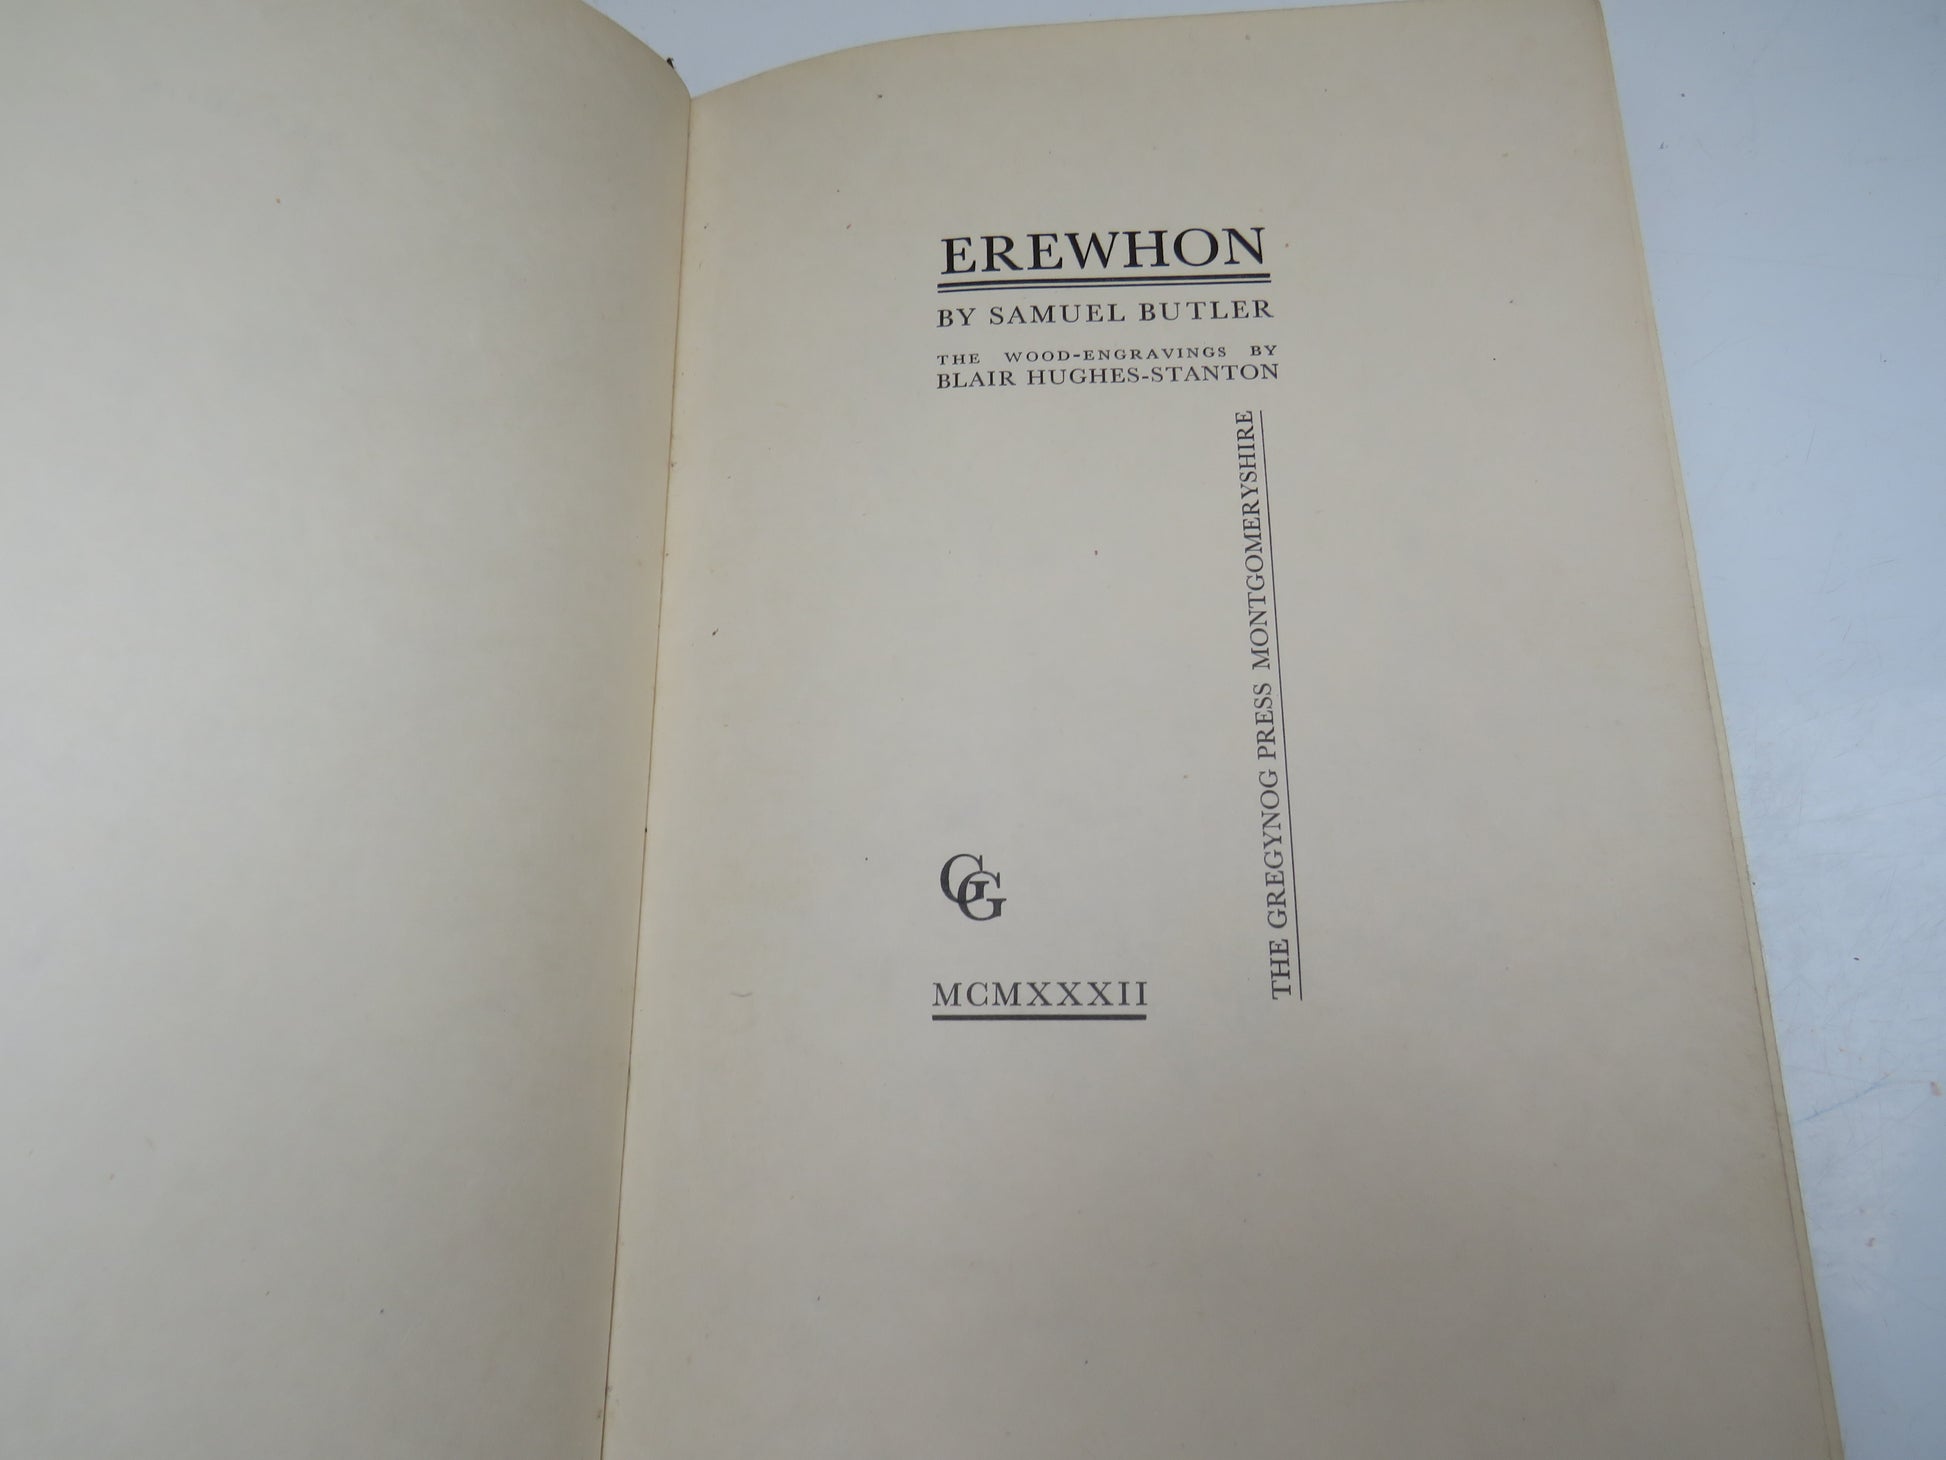 EREWHON
BY SAMUEL BUTLER
THE WOOD-ENGRAVINGS BY
BLAIR HUGHES-STANTON
THE GREGYNOG PRESS MONTGOMERYSHIRE
GG
MCMXXXII